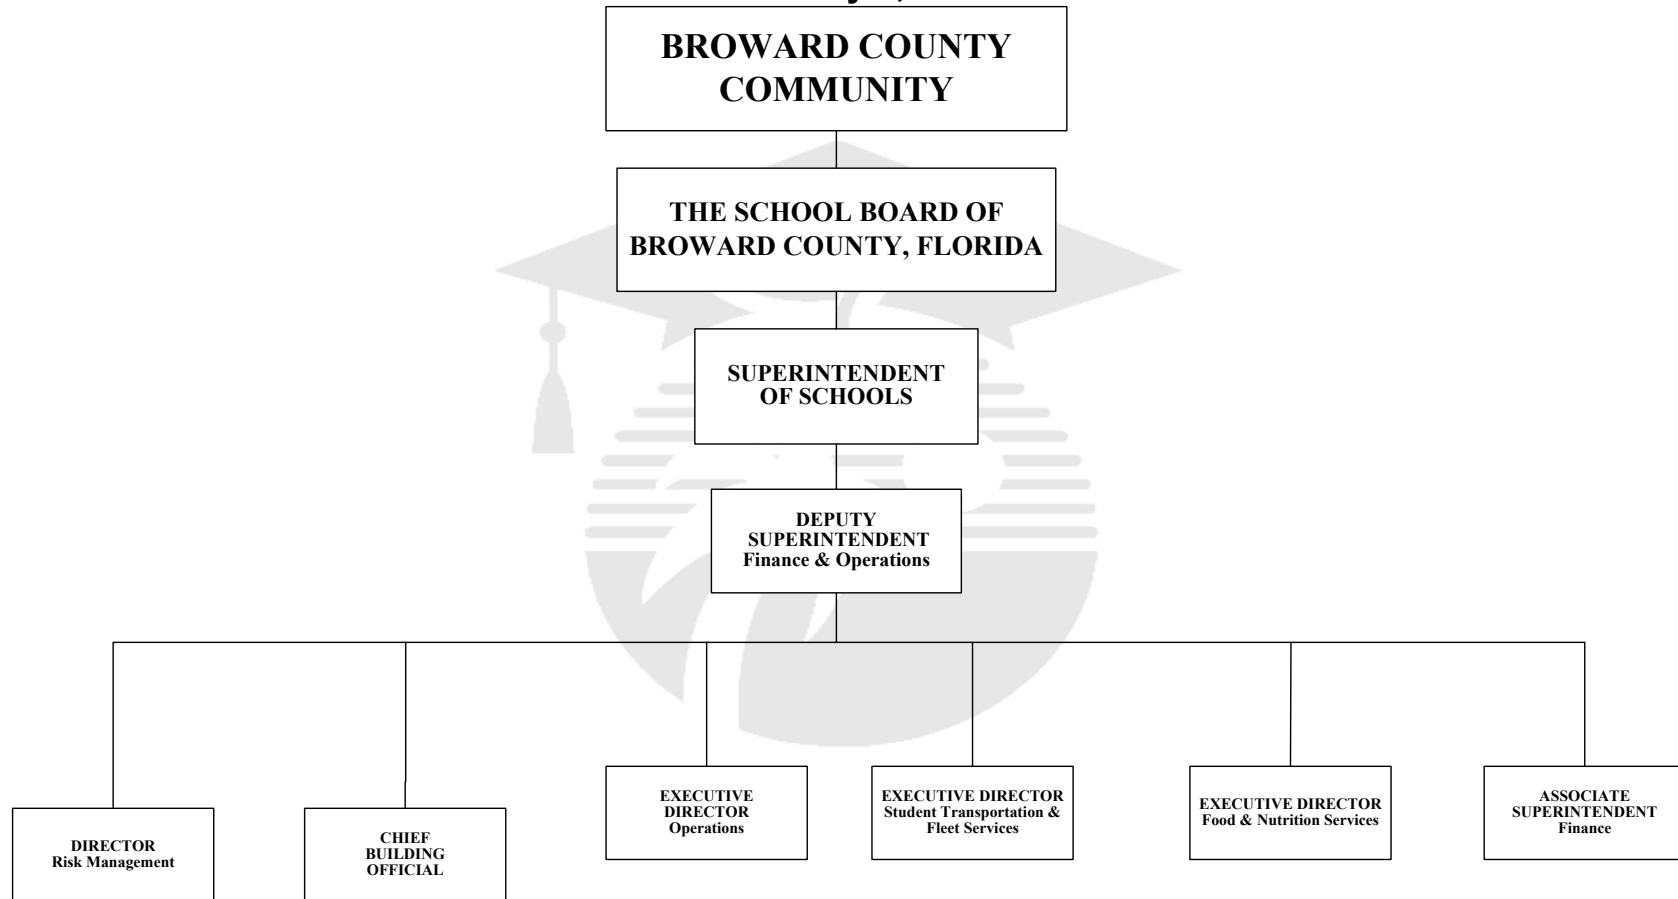 BROWARD COUNTY
COMMUNITY
THE SCHOOL BOARD OF
BROWARD COUNTY, FLORIDA
SUPERINTENDENT
OF SCHOOLS
DEPUTY
SUPERINTENDENT
Finance & Operations
DIRECTOR
Risk Management
CHIEF
BUILDING
OFFICIAL
EXECUTIVE
DIRECTOR
Operations
EXECUTIVE DIRECTOR
Student Transportation &
Fleet Services
EXECUTIVE DIRECTOR
Food & Nutrition Services
ASSOCIATE
SUPERINTENDENT
Finance